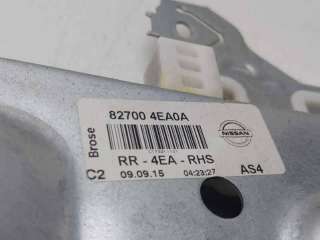 82700 4EA0A
Brose
NISSAN
RR - 4EA - RHS
C2 09.09.15 04:23:27 AS4